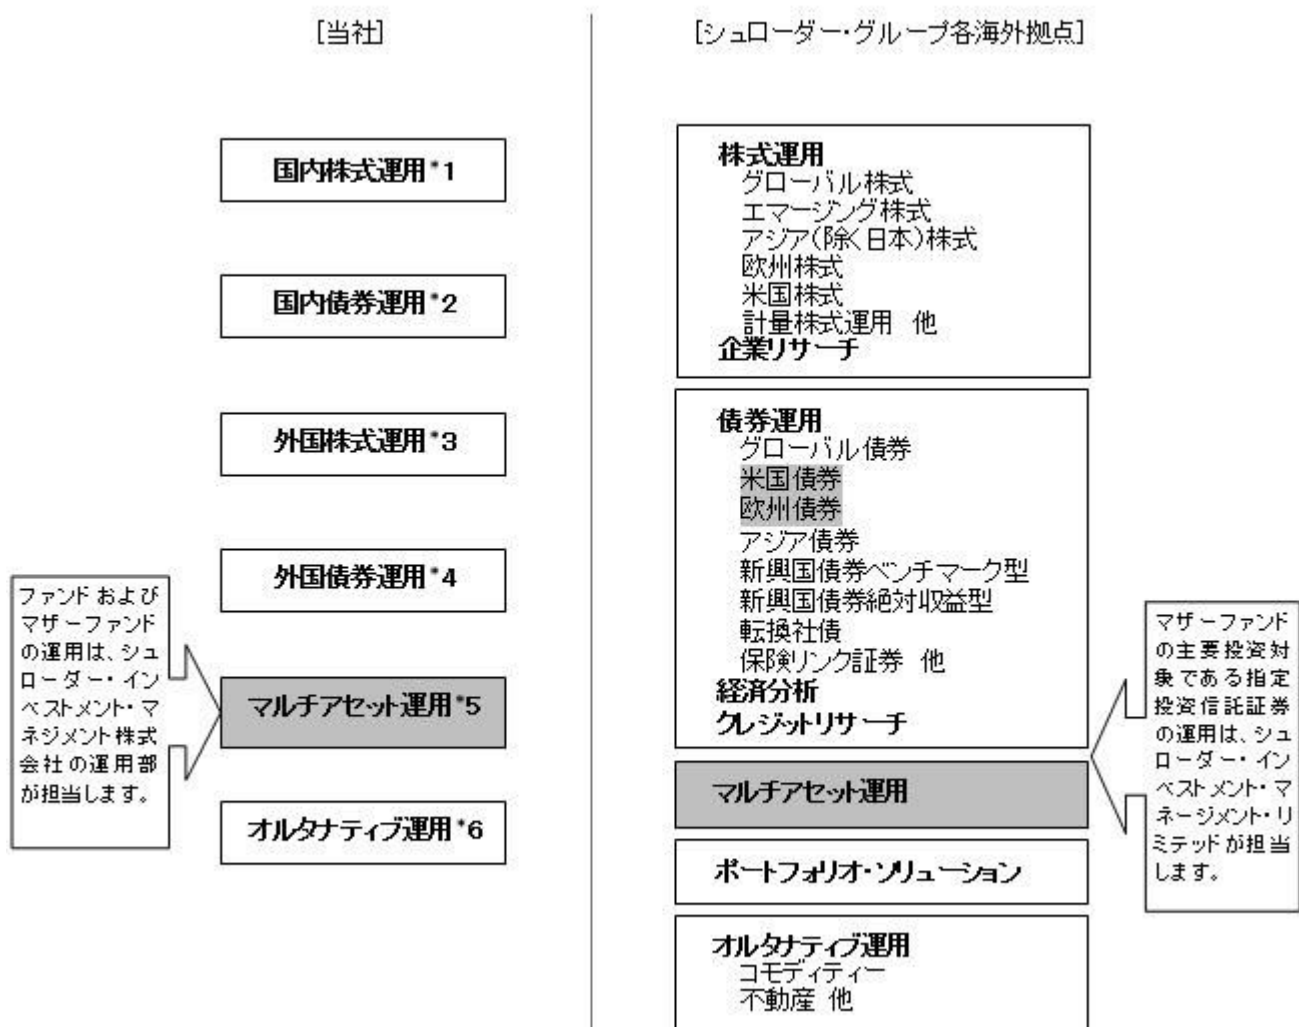 [当社]
[シュローダー・グループ各海外拠点]
国内株式運用*1
国内債券運用*2
外国株式運用*3
外国債券運用*4
マルチアセット運用*5
オルタナティブ運用*6
ファンドおよび
マザーファンド
の運用は、シュ
ローダー・イン
ベストメント・マ
ネジメント株式
会社の運用部
が担当します。
株式運用
グローバル株式
エマージング株式
アジア(除く日本)株式
欧州株式
米国株式
計量株式運用 他
企業リサーチ
債券運用
グローバル債券
米国債券
欧州債券
アジア債券
新興国債券ベンチマーク型
新興国債券絶対収益型
転換社債
保険リンク証券 他
経済分析
クレジットリサーチ
マルチアセット運用
ポートフォリオ・ソリューション
オルタナティブ運用
コモディティー
不動産 他
マザーファンド
の主要投資対
象である指定
投資信託証券
の運用は、シュ
ローダー・イン
ベストメント・マ
ネージメント・リ
ミテッドが担当
します。